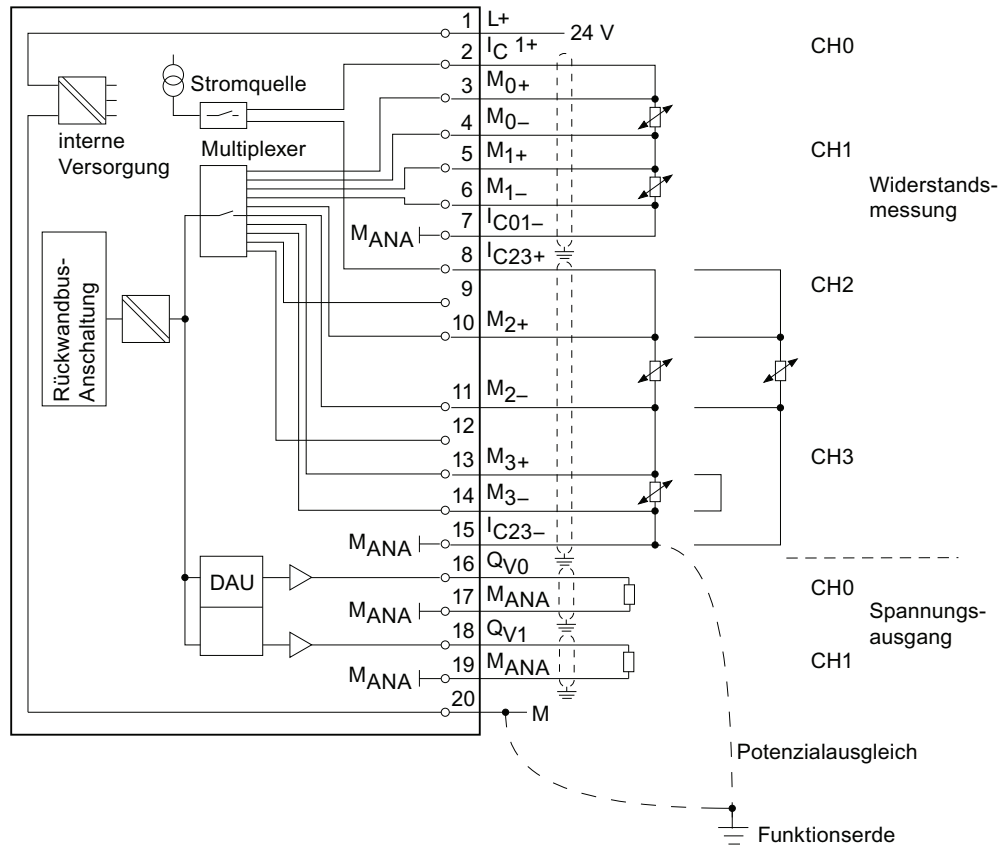 1 L+
24 V
2 IC 1+
CH0
Stromquelle
3 M0+
4 M0–
interne
Versorgung
Multiplexer
5 M1+
CH1
6 M1–
Widerstands-
messung
7 IC01–
MANA
8 IC23+
9
CH2
10 M2+
Rückwandbus-
Anschaltung
11 M2–
12
13 M3+
CH3
14 M3–
15 IC23–
MANA
16 QV0
DAU
CH0
17 MANA
MANA
Spannungs-
ausgang
18 QV1
CH1
19 MANA
MANA
20
M
Potenzialausgleich
Funktionserde